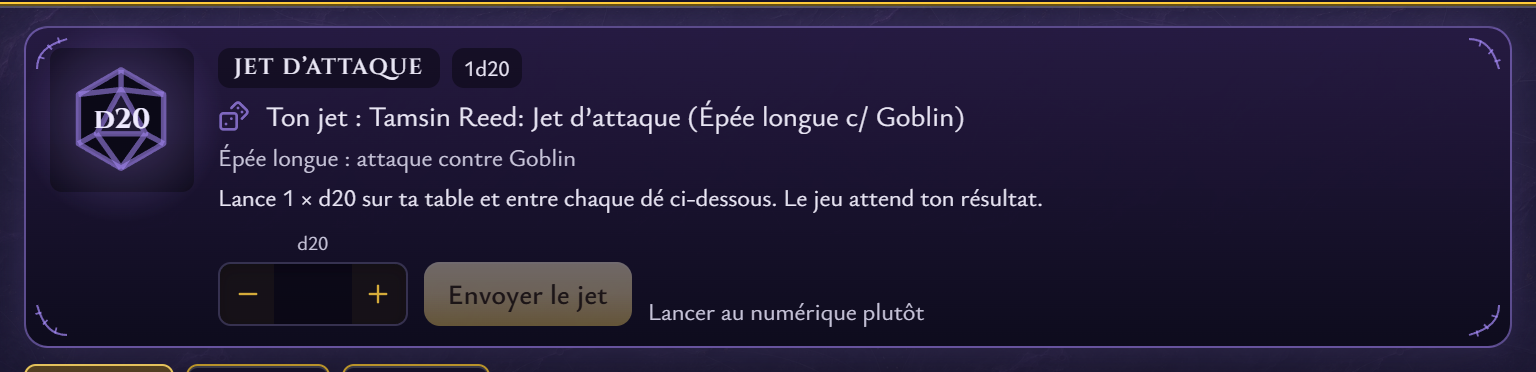 D20
JET D’ATTAQUE 1d20
Ton jet : Tamsin Reed: Jet d’attaque (Épée longue c/ Goblin)
Épée longue : attaque contre Goblin
Lance 1 × d20 sur ta table et entre chaque dé ci-dessous. Le jeu attend ton résultat.
d20
− + Envoyer le jet Lancer au numérique plutôt